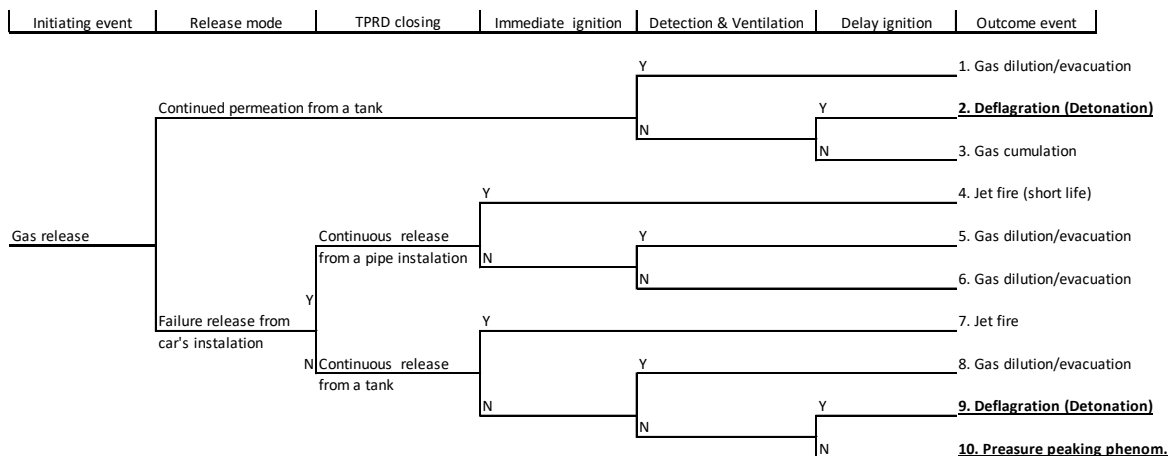 Initiating event Release mode TPRD closing Immediate ignition Detection & Ventilation Delay ignition Outcome event
Y 1. Gas dilution/evacuation
Continued permeation from a tank Y 2. Deflagration (Detonation)
N
N 3. Gas cumulation
Y 4. Jet fire (short life)
Gas release Continuous release Y 5. Gas dilution/evacuation
from a pipe instalation N
N 6. Gas dilution/evacuation
Y
Failure release from Y 7. Jet fire
car's instalation
N Continuous release Y 8. Gas dilution/evacuation
from a tank
N Y 9. Deflagration (Detonation)
N
N 10. Preasure peaking phenom.